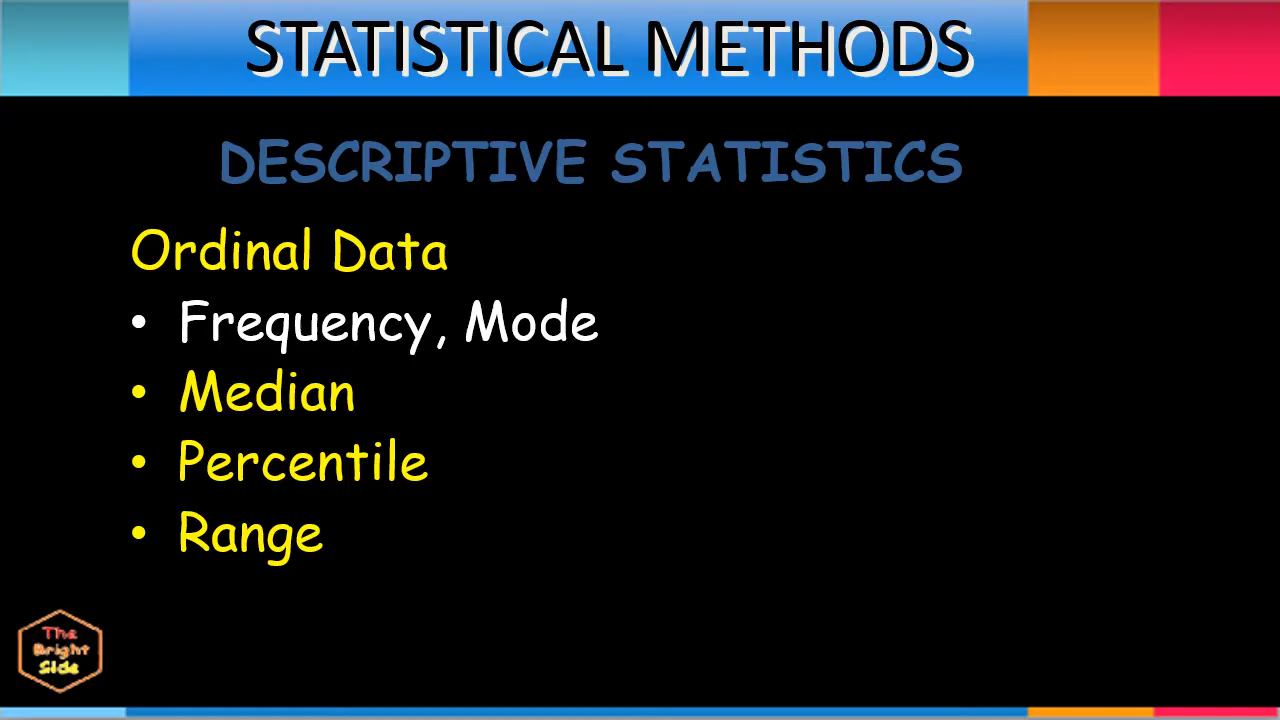 STATISTICAL METHODS
DESCRIPTIVE STATISTICS
Ordinal Data
• Frequency, Mode
• Median
• Percentile
• Range
The
Bright
Side